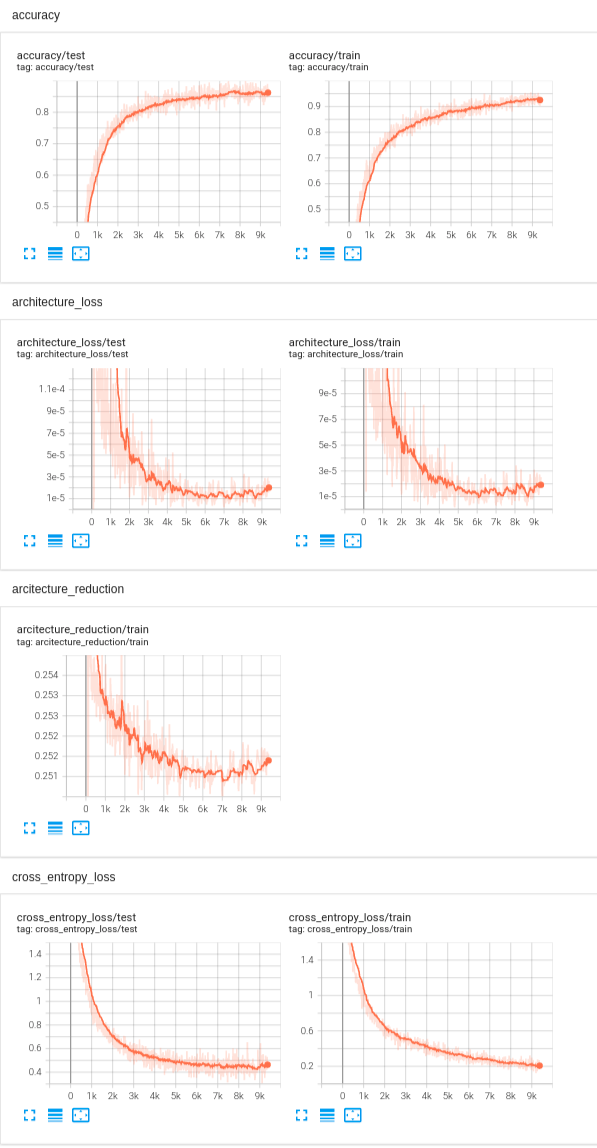 accuracy
accuracy/test
tag: accuracy/test
0.8
0.7
0.6
0.5
0 1k 2k 3k 4k 5k 6k 7k 8k 9k
accuracy/train
tag: accuracy/train
0.9
0.8
0.7
0.6
0.5
0 1k 2k 3k 4k 5k 6k 7k 8k 9k
architecture_loss
architecture_loss/test
tag: architecture_loss/test
1.1e-4
9e-5
7e-5
5e-5
3e-5
1e-5
0 1k 2k 3k 4k 5k 6k 7k 8k 9k
architecture_loss/train
tag: architecture_loss/train
9e-5
7e-5
5e-5
3e-5
1e-5
0 1k 2k 3k 4k 5k 6k 7k 8k 9k
arcitecture_reduction
arcitecture_reduction/train
tag: arcitecture_reduction/train
0.254
0.253
0.253
0.252
0.252
0.251
0 1k 2k 3k 4k 5k 6k 7k 8k 9k
cross_entropy_loss
cross_entropy_loss/test
tag: cross_entropy_loss/test
1.4
1.2
1
0.8
0.6
0.4
0 1k 2k 3k 4k 5k 6k 7k 8k 9k
cross_entropy_loss/train
tag: cross_entropy_loss/train
1.4
1
0.6
0.2
0 1k 2k 3k 4k 5k 6k 7k 8k 9k